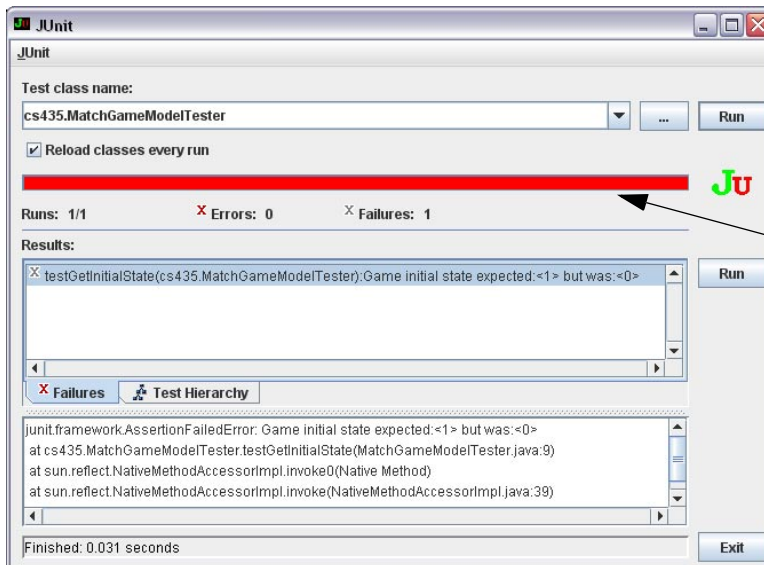 JUnit
JUnit
Test class name:
cs435.MatchGameModelTester
...
Run
Reload classes every run
JU
Runs: 1/1
X Errors: 0
X Failures: 1
Results:
X testGetInitialState(cs435.MatchGameModelTester):Game initial state expected:<1> but was:<0>
Run
X Failures
Test Hierarchy
junit.framework.AssertionFailedError: Game initial state expected:<1> but was:<0>
at cs435.MatchGameModelTester.testGetInitialState(MatchGameModelTester.java:9)
at sun.reflect.NativeMethodAccessorImpl.invoke0(Native Method)
at sun.reflect.NativeMethodAccessorImpl.invoke(NativeMethodAccessorImpl.java:39)
Finished: 0.031 seconds
Exit